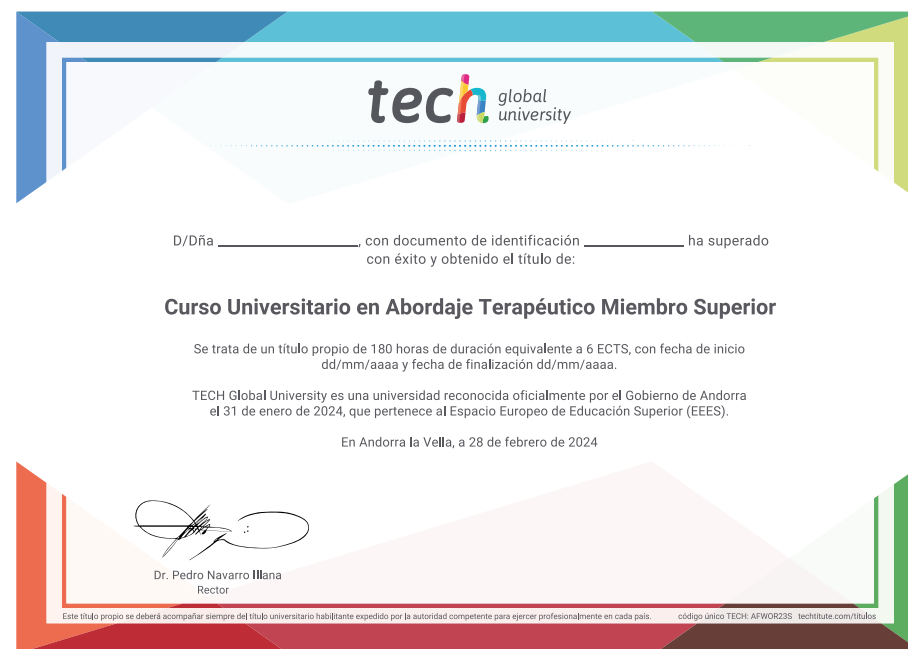 tech global
university
D/Dña ____________________, con documento de identificación ______________ ha superado
con éxito y obtenido el título de:
Curso Universitario en Abordaje Terapéutico Miembro Superior
Se trata de un título propio de 180 horas de duración equivalente a 6 ECTS, con fecha de inicio
dd/mm/aaaa y fecha de finalización dd/mm/aaaa.
TECH Global University es una universidad reconocida oficialmente por el Gobierno de Andorra
el 31 de enero de 2024, que pertenece al Espacio Europeo de Educación Superior (EEES).
En Andorra la Vella, a 28 de febrero de 2024
Dr. Pedro Navarro Illana
Rector
Este título propio se deberá acompañar siempre del título universitario habilitante expedido por la autoridad competente para ejercer profesionalmente en cada país. código único TECH: AFWOR23S techtitute.com/titulos